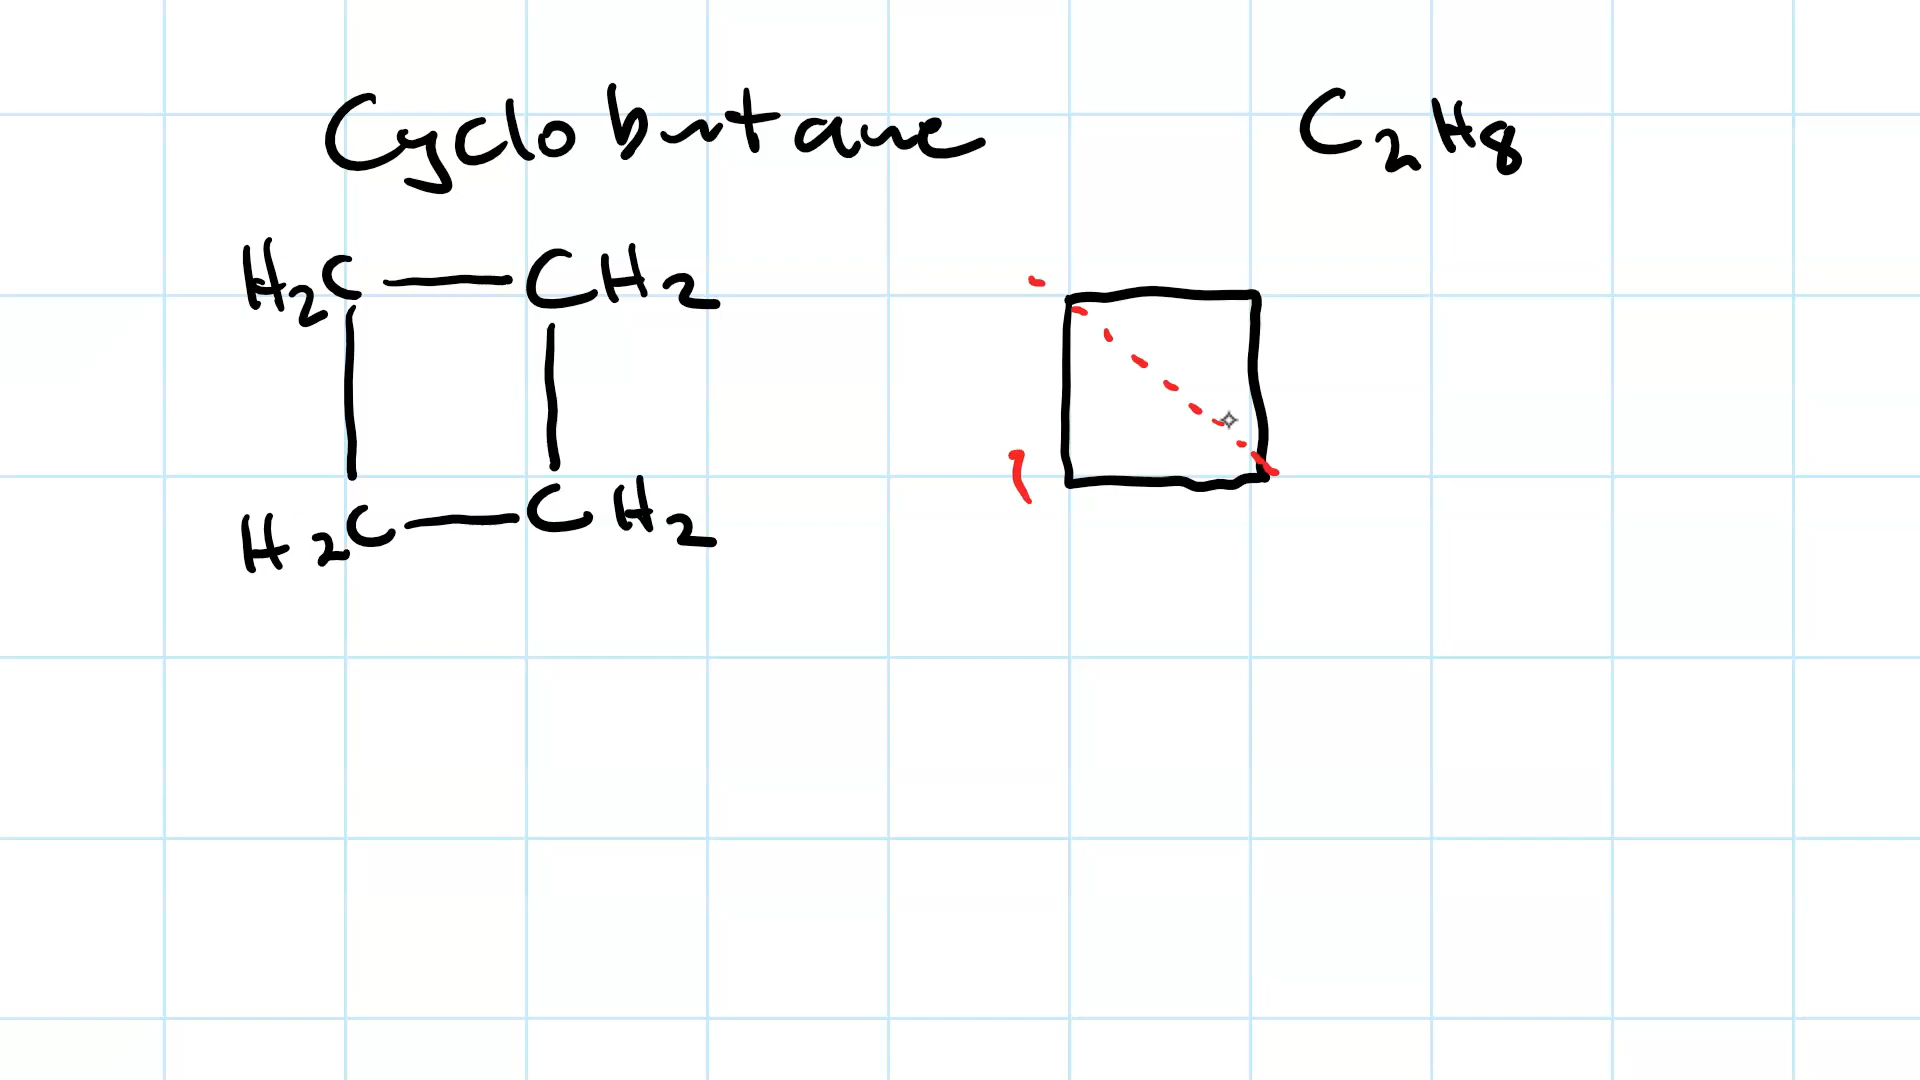 Cyclobutane C₂H₈
H₂C — CH₂
H₂C — CH₂